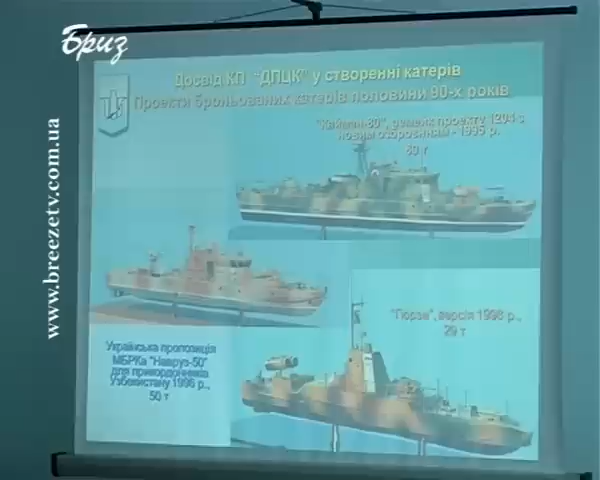 Бриз
www.breezetv.com.ua
Досвід КП "ДПЦК" у створенні катерів
Проекти броньованих катерів половини 90-х років
"Кайман-80", римейк проекту 1204 з
новим озброєнням - 1995 р.
80 т
"Гюрза", версія 1998 р.,
29 т
Українська пропозиція
МБРКа "Навруз-50"
для прикордонників
Узбекистану 1996 р.,
50 т